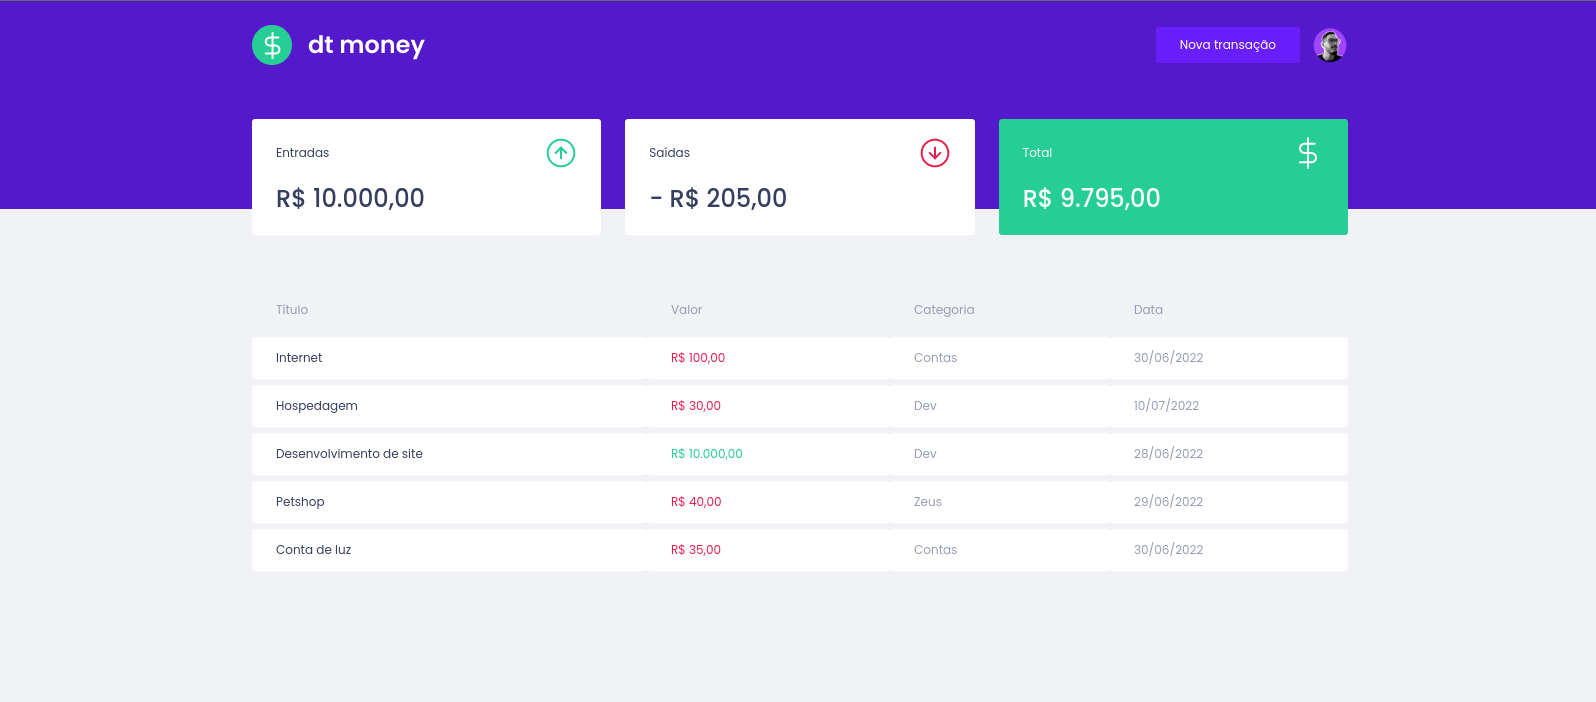 dt money
Nova transação
Entradas
R$ 10.000,00
Saídas
- R$ 205,00
Total
R$ 9.795,00
Título Valor Categoria Data
Internet R$ 100,00 Contas 30/06/2022
Hospedagem R$ 30,00 Dev 10/07/2022
Desenvolvimento de site R$ 10.000,00 Dev 28/06/2022
Petshop R$ 40,00 Zeus 29/06/2022
Conta de luz R$ 35,00 Contas 30/06/2022